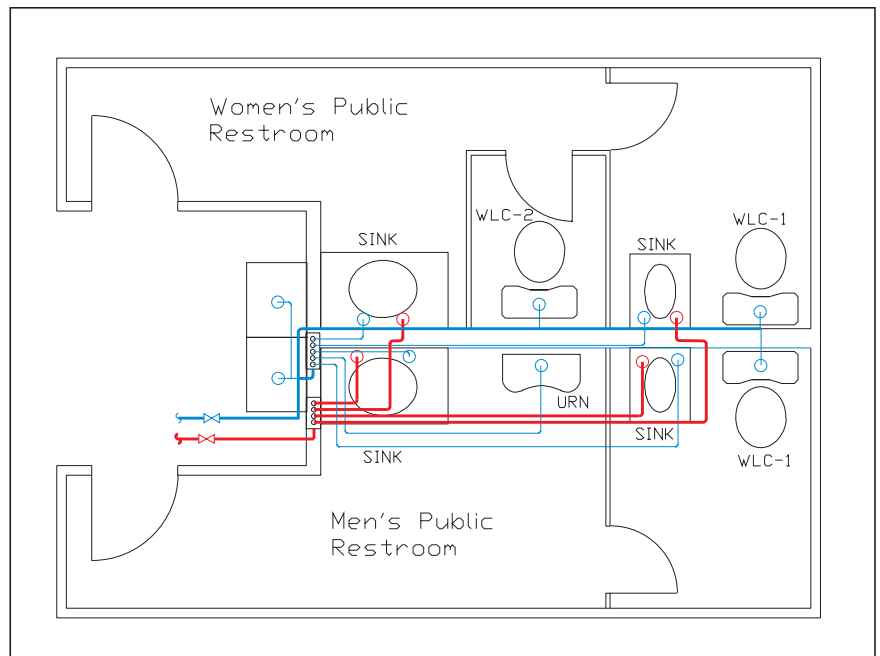 Women's Public
Restroom
WLC-2
WLC-1
SINK
SINK
URN
SINK
SINK
WLC-1
Men's Public
Restroom